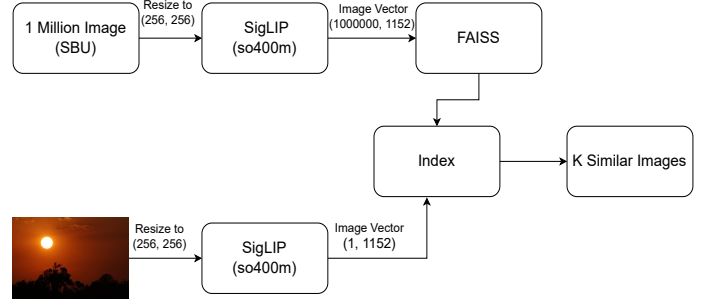 1 Million Image
(SBU)
Resize to
(256, 256)
SigLIP
(so400m)
Image Vector
(1000000, 1152)
FAISS
Index
K Similar Images
Resize to
(256, 256)
SigLIP
(so400m)
Image Vector
(1, 1152)